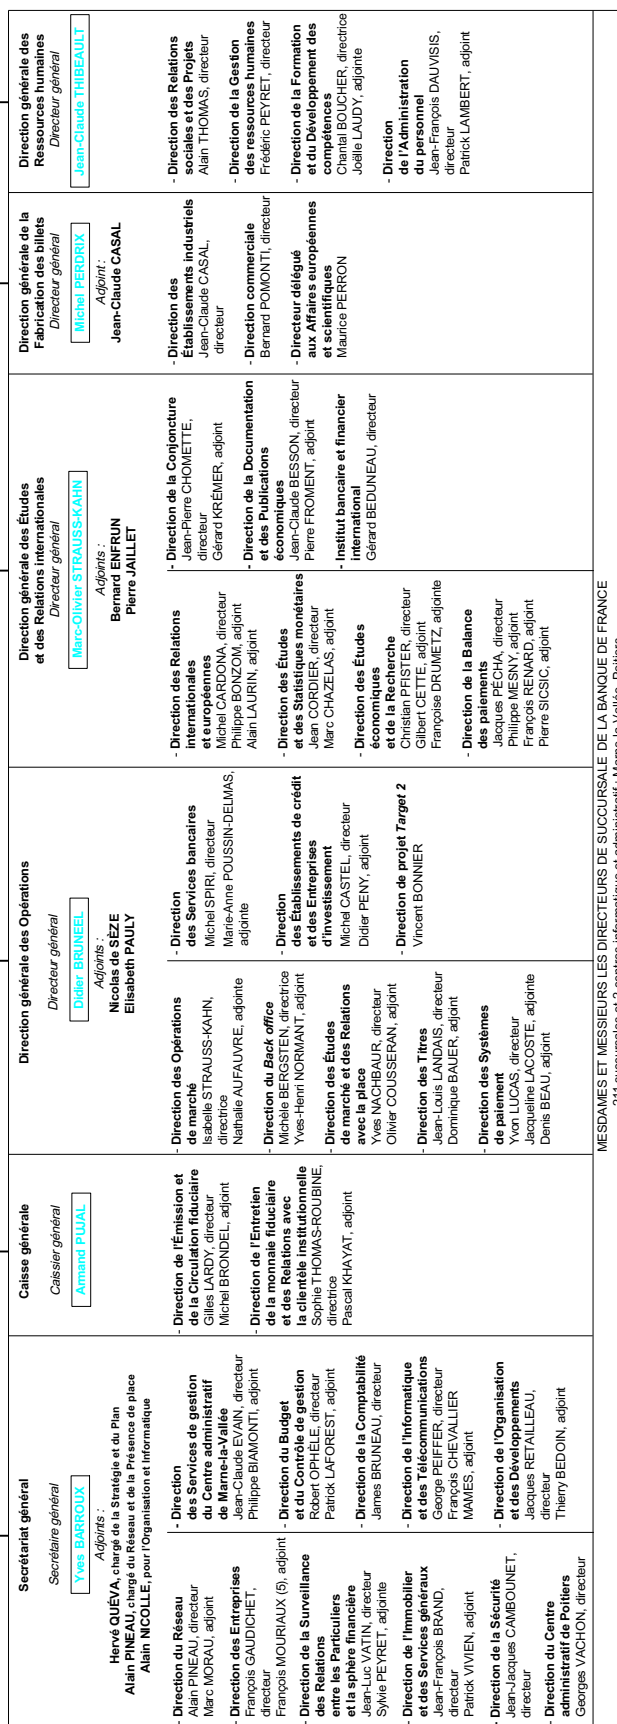 Secrétariat général
Secrétaire général
Yves BARROUX
Adjoints :
Hervé QUÉVA, chargé de la Stratégie et du Plan
Alain PINEAU, chargé du Réseau et de la Présence de place
Alain NICOLLE, pour l'Organisation et Informatique
- Direction du Réseau
Alain PINEAU, directeur
Marc MORAU, adjoint
- Direction des Entreprises
François GAUDICHET,
directeur
François MOURIAUX (5), adjoint
- Direction de la Surveillance
des Relations
entre les Particuliers
et la sphère financière
Jean-Luc VATIN, directeur
Sylvie PEYRET, adjointe
- Direction de l'Immobilier
et des Services généraux
Jean-François BRAND,
directeur
Patrick VIVIEN, adjoint
- Direction de la Sécurité
Jean-Jacques CAMBOUNET,
directeur
- Direction du Centre
administratif de Poitiers
Georges VACHON, directeur
- Direction
des Services de gestion
du Centre administratif
de Marne-la-Vallée
Jean-Claude EVAIN, directeur
Philippe BIAMONTI, adjoint
- Direction du Budget
et du Contrôle de gestion
Robert OPHÈLE, directeur
Patrick LAFOREST, adjoint
- Direction de la Comptabilité
James BRUNEAU, directeur
- Direction de l'Informatique
et des Télécommunications
George PEIFFER, directeur
François CHEVALLIER
MAMES, adjoint
- Direction de l'Organisation
et des Développements
Jacques RETAILLEAU,
directeur
Thierry BEDOIN, adjoint
Caisse générale
Caissier général
Armand PUJAL
- Direction de l'Émission et
de la Circulation fiduciaire
Gilles LARDY, directeur
Michel BRONDEL, adjoint
- Direction de l'Entretien
de la monnaie fiduciaire
et des Relations avec
la clientèle institutionnelle
Sophie THOMAS-ROUBINE,
directrice
Pascal KHAYAT, adjoint
Direction générale des Opérations
Directeur général
Didier BRUNEEL
Adjoints :
Nicolas de SÈZE
Elisabeth PAULY
- Direction des Opérations
de marché
Isabelle STRAUSS-KAHN,
directrice
Nathalie AUFAUVRE, adjointe
- Direction du Back office
Michèle BERGSTEN, directrice
Yves-Henri NORMANT, adjoint
- Direction des Études
de marché et des Relations
avec la place
Yves NACHBAUR, directeur
Olivier COUSSERAN, adjoint
- Direction des Titres
Jean-Louis LANDAIS, directeur
Dominique BAUER, adjoint
- Direction des Systèmes
de paiement
Yvon LUCAS, directeur
Jacqueline LACOSTE, adjointe
Denis BEAU, adjoint
- Direction
des Services bancaires
Michel SPIRI, directeur
Marie-Anne POUSSIN-DELMAS,
adjointe
- Direction
des Établissements de crédit
et des Entreprises
d'investissement
Michel CASTEL, directeur
Didier PENY, adjoint
- Direction de projet Target 2
Vincent BONNIER
Direction générale des Études
et des Relations internationales
Directeur général
Marc-Olivier STRAUSS-KAHN
Adjoints :
Bernard ENFRUN
Pierre JAILLET
- Direction des Relations
internationales
et européennes
Michel CARDONA, directeur
Philippe BONZOM, adjoint
Alain LAURIN, adjoint
- Direction des Études
et des Statistiques monétaires
Jean CORDIER, directeur
Marc CHAZELAS, adjoint
- Direction des Études
économiques
et de la Recherche
Christian PFISTER, directeur
Gilbert CETTE, adjoint
Françoise DRUMETZ, adjointe
- Direction de la Balance
des paiements
Jacques PÉCHA, directeur
Philippe MESNY, adjoint
François RENARD, adjoint
Pierre SICSIC, adjoint
- Direction de la Conjoncture
Jean-Pierre CHOMETTE,
directeur
Gérard KRÉMER, adjoint
- Direction de la Documentation
et des Publications
économiques
Jean-Claude BESSON, directeur
Pierre FROMENT, adjoint
- Institut bancaire et financier
international
Gérard BEDUNEAU, directeur
Direction générale de la
Fabrication des billets
Directeur général
Michel PERDRIX
Adjoint :
Jean-Claude CASAL
- Direction des
Établissements industriels
Jean-Claude CASAL,
directeur
- Direction commerciale
Bernard POMONTI, directeur
- Directeur délégué
aux Affaires européennes
et scientifiques
Maurice PERRON
Direction générale des
Ressources humaines
Directeur général
Jean-Claude THIBEAULT
- Direction des Relations
sociales et des Projets
Alain THOMAS, directeur
- Direction de la Gestion
des ressources humaines
Frédéric PEYRET, directeur
- Direction de la Formation
et du Développement des
compétences
Chantal BOUCHER, directrice
Joëlle LAUDY, adjointe
- Direction
de l'Administration
du personnel
Jean-François DAUVISIS,
directeur
Patrick LAMBERT, adjoint
MESDAMES ET MESSIEURS LES DIRECTEURS DE SUCCURSALE DE LA BANQUE DE FRANCE
211 succursales et 2 centres informatique et administratif : Marne-la-Vallée, Poitiers